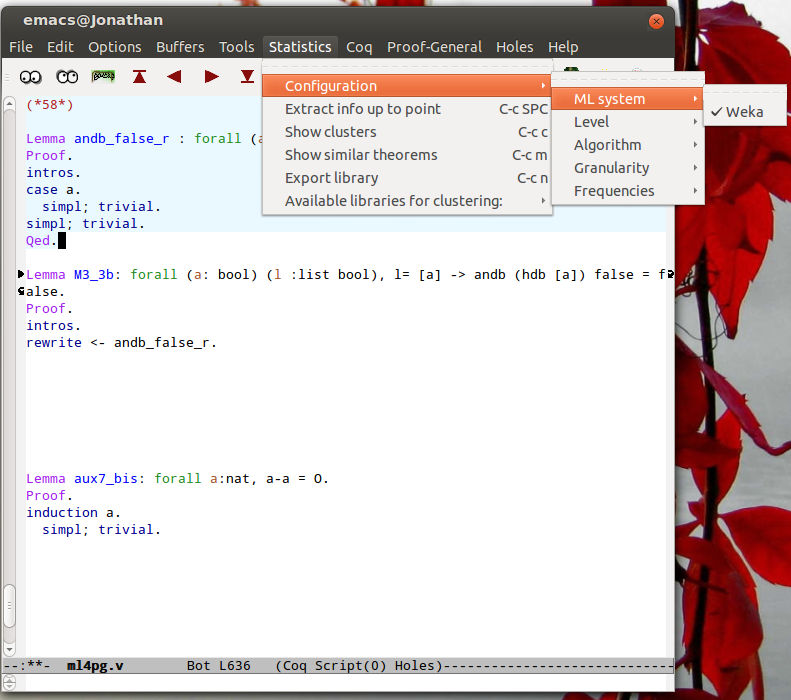 emacs@Jonathan
File Edit Options Buffers Tools Statistics Coq Proof-General Holes Help
Configuration
Extract info up to point C-c SPC
Show clusters C-c c
Show similar theorems C-c m
Export library C-c n
Available libraries for clustering:
ML system
Level
Algorithm
Granularity
Frequencies
✓ Weka
(*58*)
Lemma andb_false_r : forall (a
Proof.
intros.
case a.
  simpl; trivial.
simpl; trivial.
Qed.
Lemma M3_3b: forall (a: bool) (l :list bool), l= [a] -> andb (hdb [a]) false = f
alse.
Proof.
intros.
rewrite <- andb_false_r.
Lemma aux7_bis: forall a:nat, a-a = O.
Proof.
induction a.
  simpl; trivial.
--:**-  ml4pg.v        Bot L636   (Coq Script(0) Holes)-----------------------------